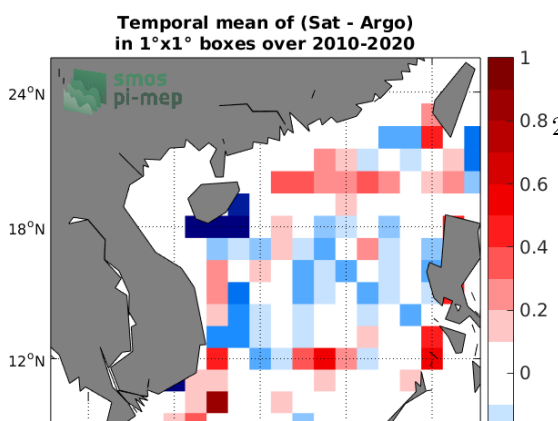 Temporal mean of (Sat - Argo)
in 1°x1° boxes over 2010-2020
smos
pi-mep
24°N
18°N
12°N
1
0.8
0.6
0.4
0.2
0
2